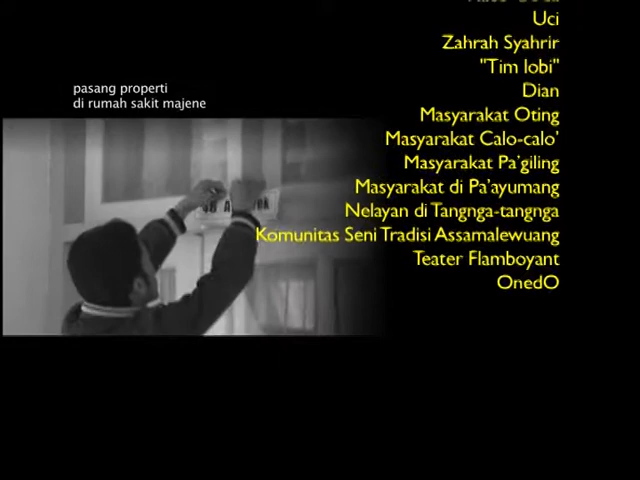 Uci
Zahrah Syahrir
"Tim lobi"
Dian
Masyarakat Oting
Masyarakat Calo-calo'
Masyarakat Pa'giling
Masyarakat di Pa'ayumang
Nelayan di Tangnga-tangnga
Komunitas Seni Tradisi Assamalewuang
Teater Flamboyant
OnedO
pasang properti
di rumah sakit majene